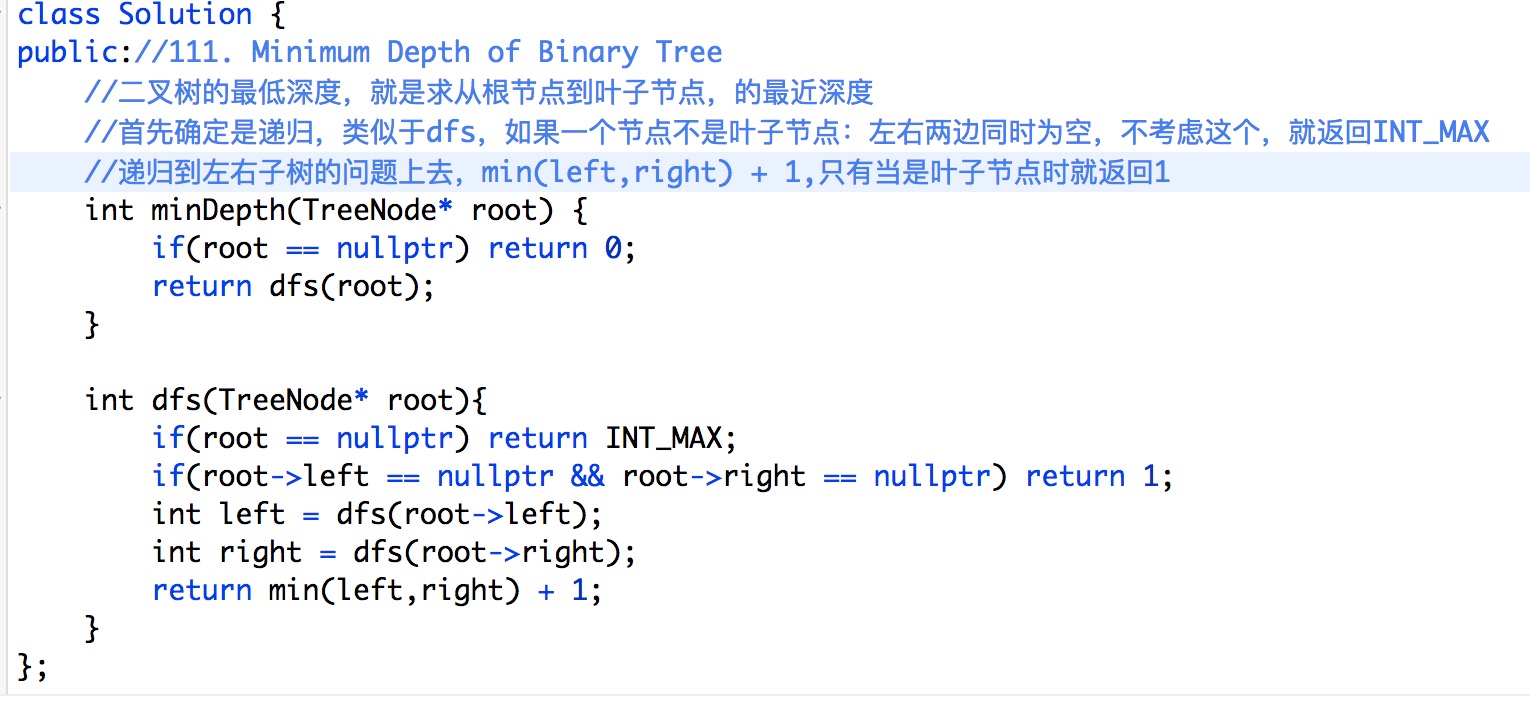 class Solution {
public://111. Minimum Depth of Binary Tree
    //二叉树的最低深度，就是求从根节点到叶子节点，的最近深度
    //首先确定是递归，类似于dfs，如果一个节点不是叶子节点：左右两边同时为空，不考虑这个，就返回INT_MAX
    //递归到左右子树的问题上去，min(left,right) + 1,只有当是叶子节点时就返回1
    int minDepth(TreeNode* root) {
        if(root == nullptr) return 0;
        return dfs(root);
    }

    int dfs(TreeNode* root){
        if(root == nullptr) return INT_MAX;
        if(root->left == nullptr && root->right == nullptr) return 1;
        int left = dfs(root->left);
        int right = dfs(root->right);
        return min(left,right) + 1;
    }
};